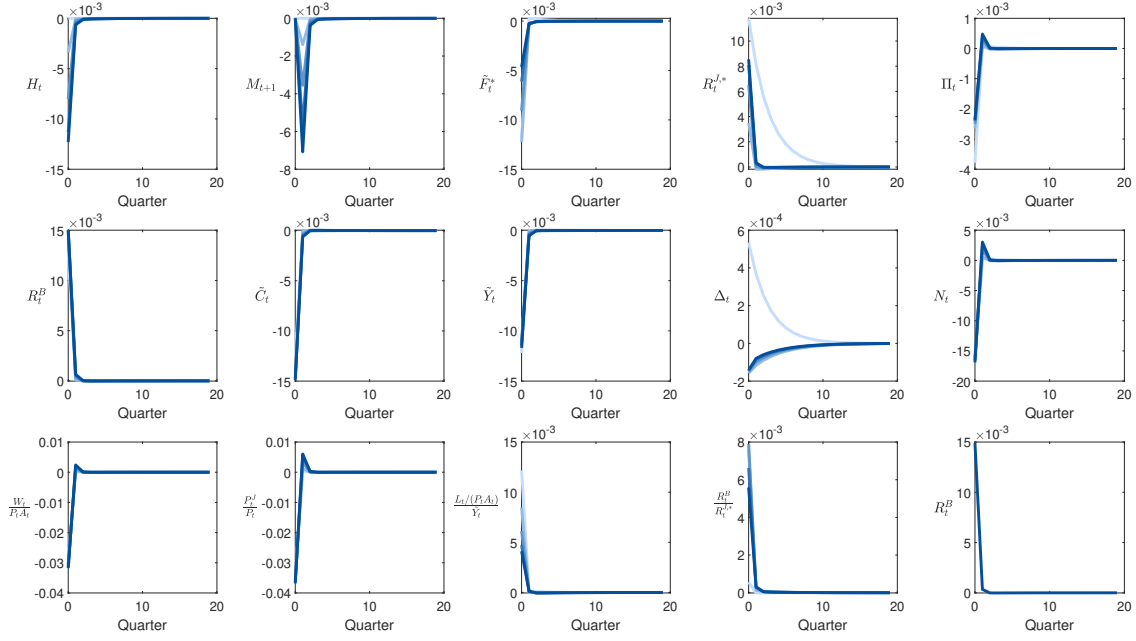 ×10⁻³ ×10⁻³ ×10⁻³ ×10⁻³ ×10⁻³
H_t 0 -5 -10 -15 0 10 20 Quarter
M_{t+1} 0 -2 -4 -6 -8 0 10 20 Quarter
F̃_t^* 0 -5 -10 -15 0 10 20 Quarter
R_t^{J,*} 10 8 6 4 2 0 0 10 20 Quarter
Π_t 1 0 -1 -2 -3 -4 0 10 20 Quarter
×10⁻³ ×10⁻³ ×10⁻³ ×10⁻⁴ ×10⁻³
R_t^B 15 10 5 0 0 10 20 Quarter
C̃_t 0 -5 -10 -15 0 10 20 Quarter
Ỹ_t 0 -5 -10 -15 0 10 20 Quarter
Δ_t 6 4 2 0 -2 0 10 20 Quarter
N_t 5 0 -5 -10 -15 -20 0 10 20 Quarter
W_t/P_tA_t 0.01 0 -0.01 -0.02 -0.03 -0.04 0 10 20 Quarter
P_t^J/P_t 0.01 0 -0.01 -0.02 -0.03 -0.04 0 10 20 Quarter
×10⁻³ ×10⁻³ ×10⁻³
L_t/(P_tA_t)/Ỹ_t 15 10 5 0 0 10 20 Quarter
R_t^B/R_t^{J,*} 8 6 4 2 0 0 10 20 Quarter
R_t^B 15 10 5 0 0 10 20 Quarter